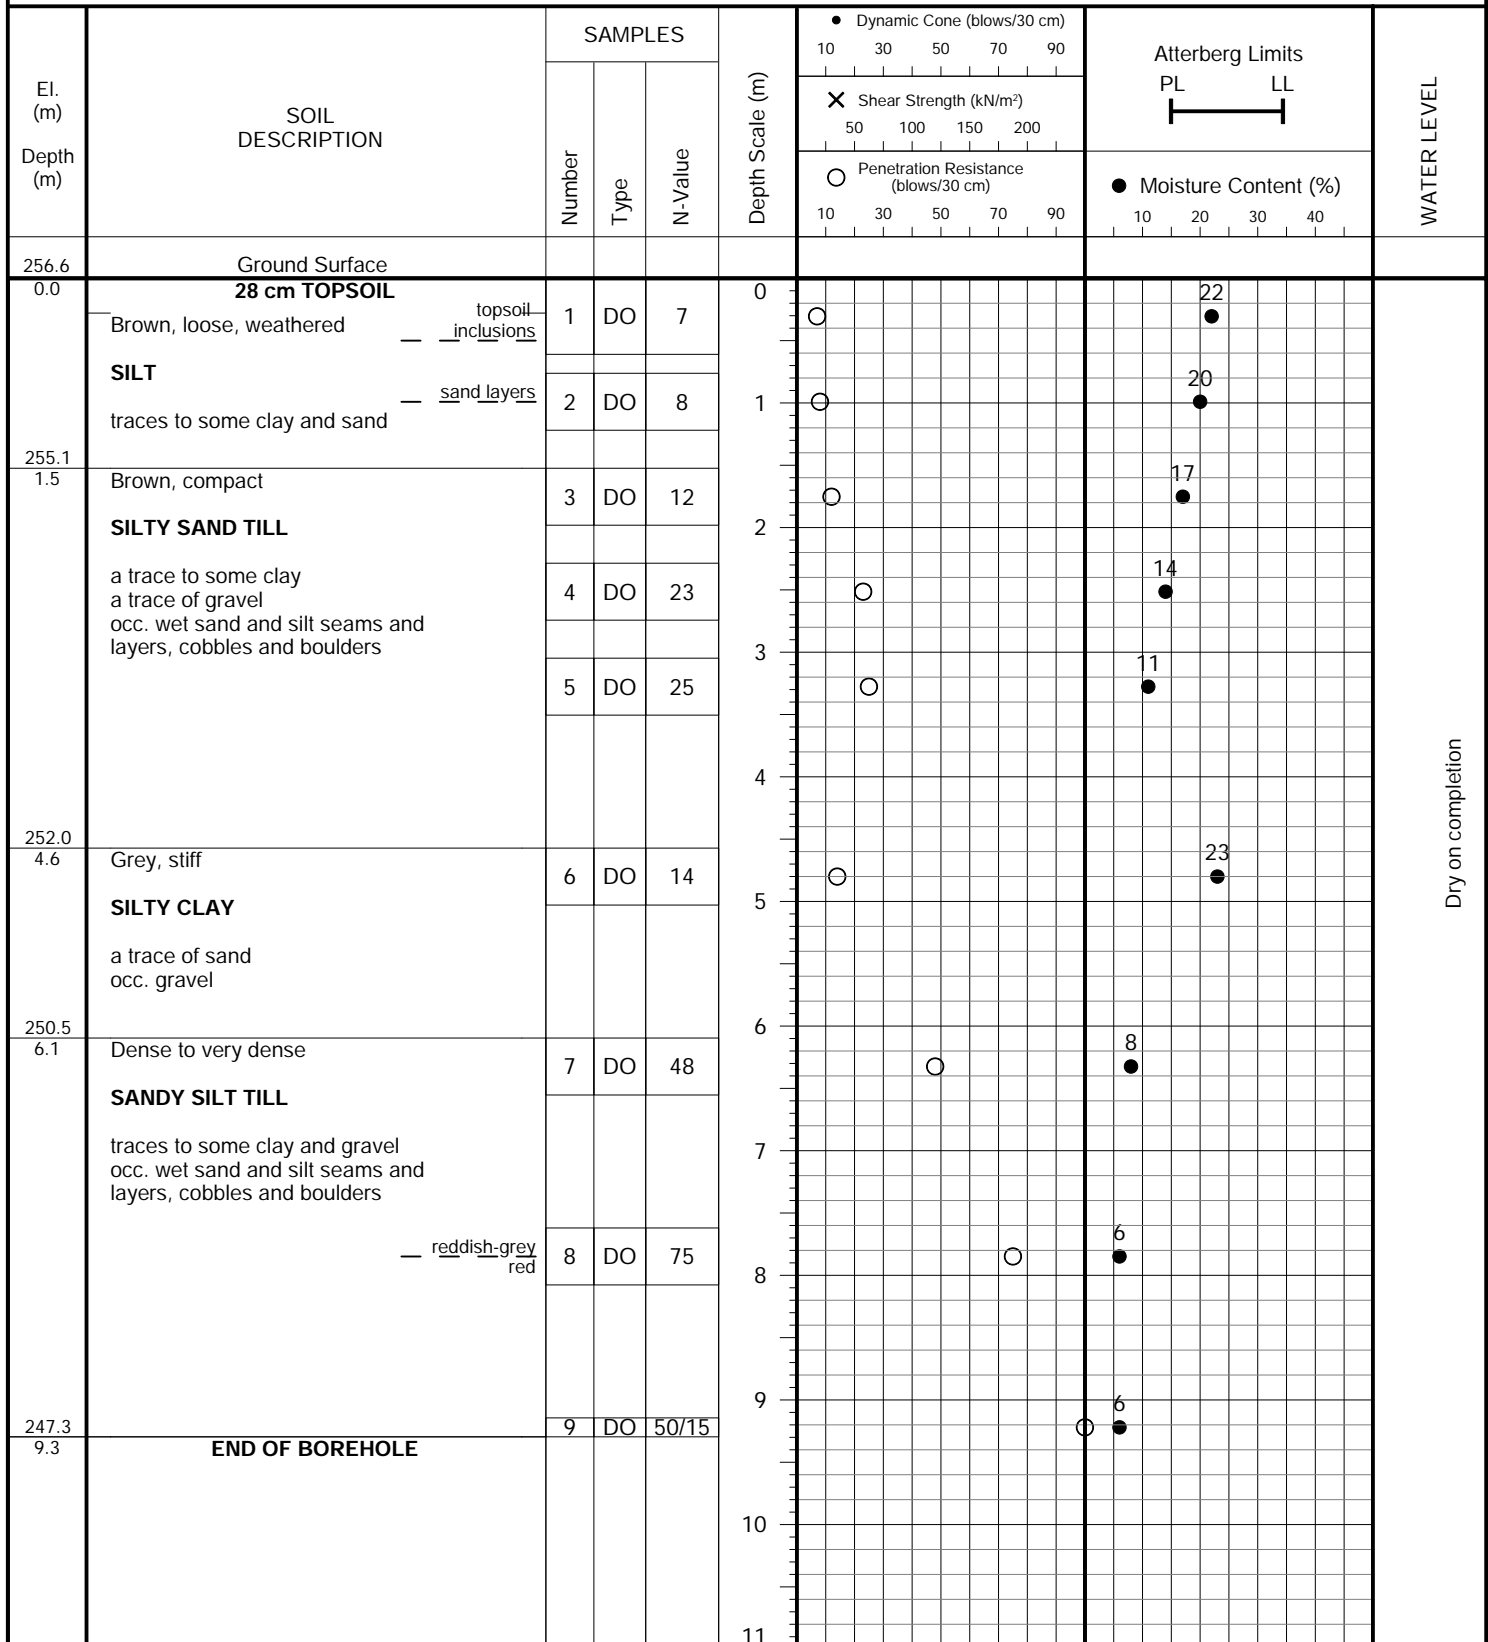 El.
(m)
Depth
(m)
SOIL
DESCRIPTION
SAMPLES
Number
Type
N-Value
Depth Scale (m)
● Dynamic Cone (blows/30 cm)
10 30 50 70 90
✕ Shear Strength (kN/m²)
50 100 150 200
○ Penetration Resistance
(blows/30 cm)
10 30 50 70 90
Atterberg Limits
PL LL
● Moisture Content (%)
10 20 30 40
WATER LEVEL
256.6 Ground Surface
0.0 28 cm TOPSOIL 0
22
topsoil
Brown, loose, weathered
inclusions
1 DO 7
SILT
20
sand layers
2 DO 8 1
traces to some clay and sand
255.1
1.5 Brown, compact
17
3 DO 12
SILTY SAND TILL 2
14
a trace to some clay
4 DO 23
a trace of gravel
occ. wet sand and silt seams and
layers, cobbles and boulders 3
11
5 DO 25
4
Dry on completion
252.0
4.6 Grey, stiff
23
6 DO 14
SILTY CLAY 5
a trace of sand
occ. gravel
250.5 6
6.1 Dense to very dense
8
7 DO 48
SANDY SILT TILL
traces to some clay and gravel 7
occ. wet sand and silt seams and
layers, cobbles and boulders
6
reddish-grey
red
8 DO 75
8
9
6
247.3 9 DO 50/15
9.3 END OF BOREHOLE
10
11